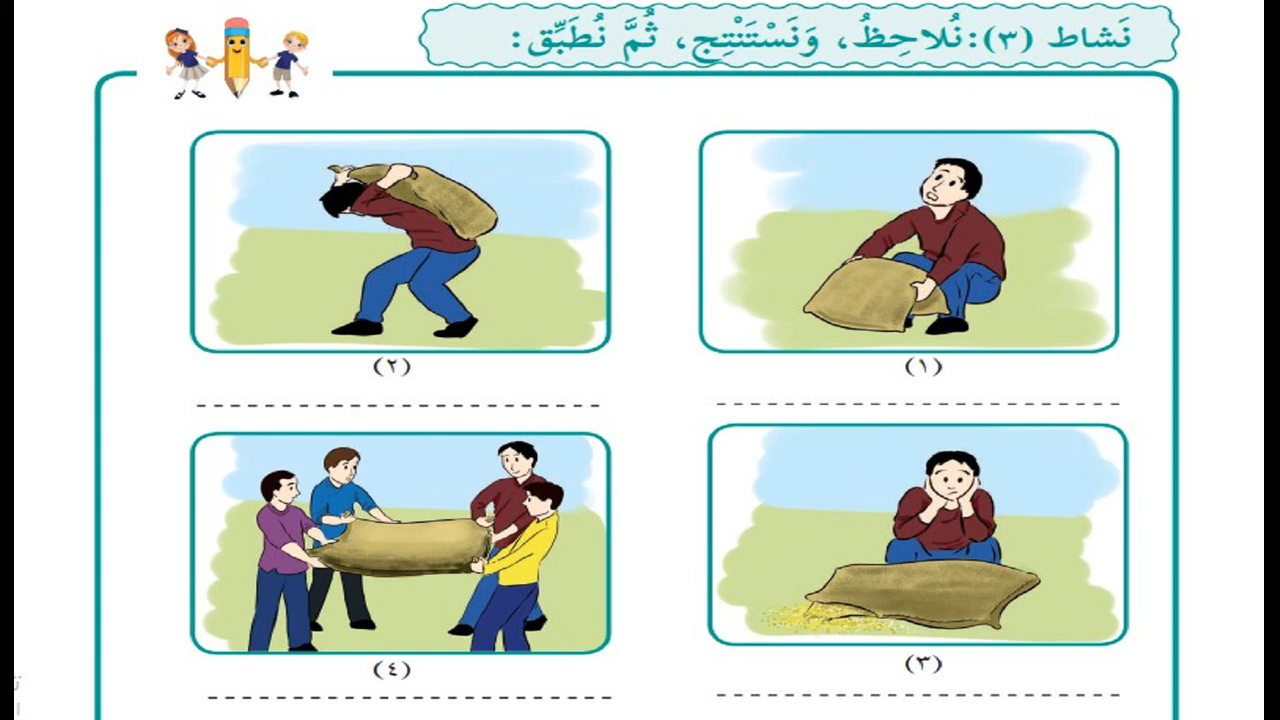 نَشاط (٣): نُلاحِظُ، وَنَسْتَنْتِج، ثُمَّ نُطَبِّق:
(١)
(٢)
(٣)
(٤)